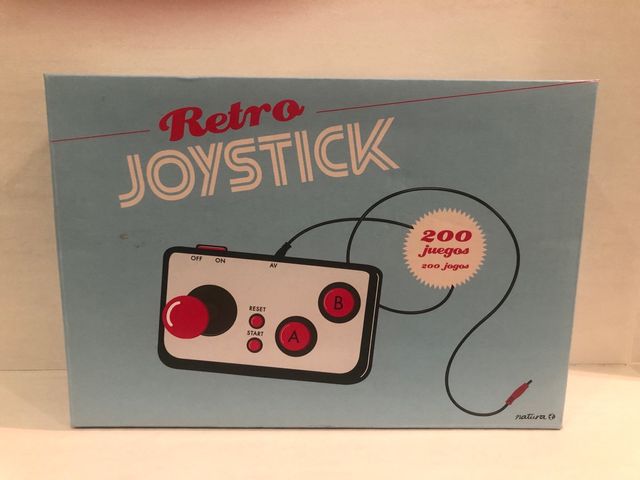 Retro
JOYSTICK
200
juegos
200 jogos
OFF ON
AV
RESET
START
A
B
natura